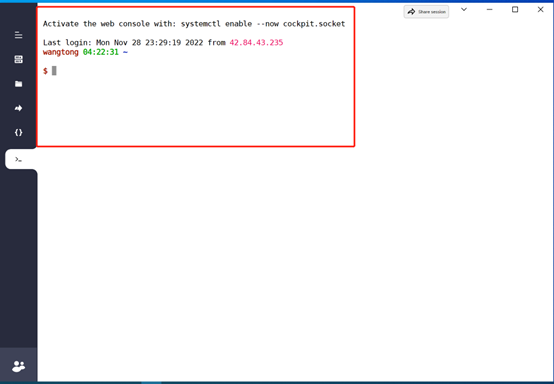 Activate the web console with: systemctl enable --now cockpit.socket
Share session
Last login: Mon Nov 28 23:29:19 2022 from 42.84.43.235
wangtong 04:22:31 ~
$